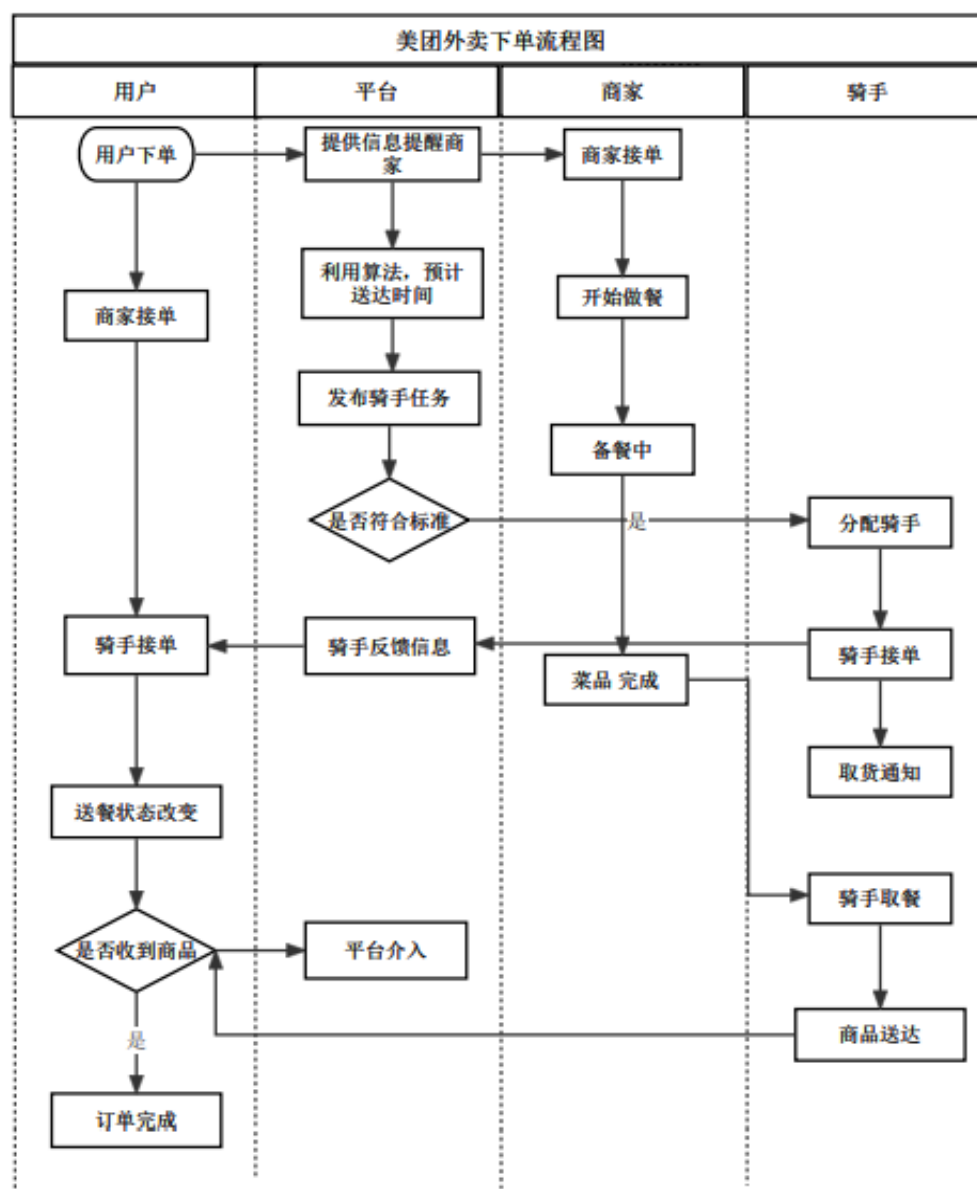 美团外卖下单流程图
用户
平台
商家
骑手
用户下单
提供信息提醒商
家
商家接单
利用算法，预计
送达时间
商家接单
开始做餐
发布骑手任务
备餐中
是否符合标准
是
分配骑手
骑手接单
骑手反馈信息
骑手接单
菜品 完成
取货通知
送餐状态改变
骑手取餐
是否收到商品
平台介入
商品送达
是
订单完成